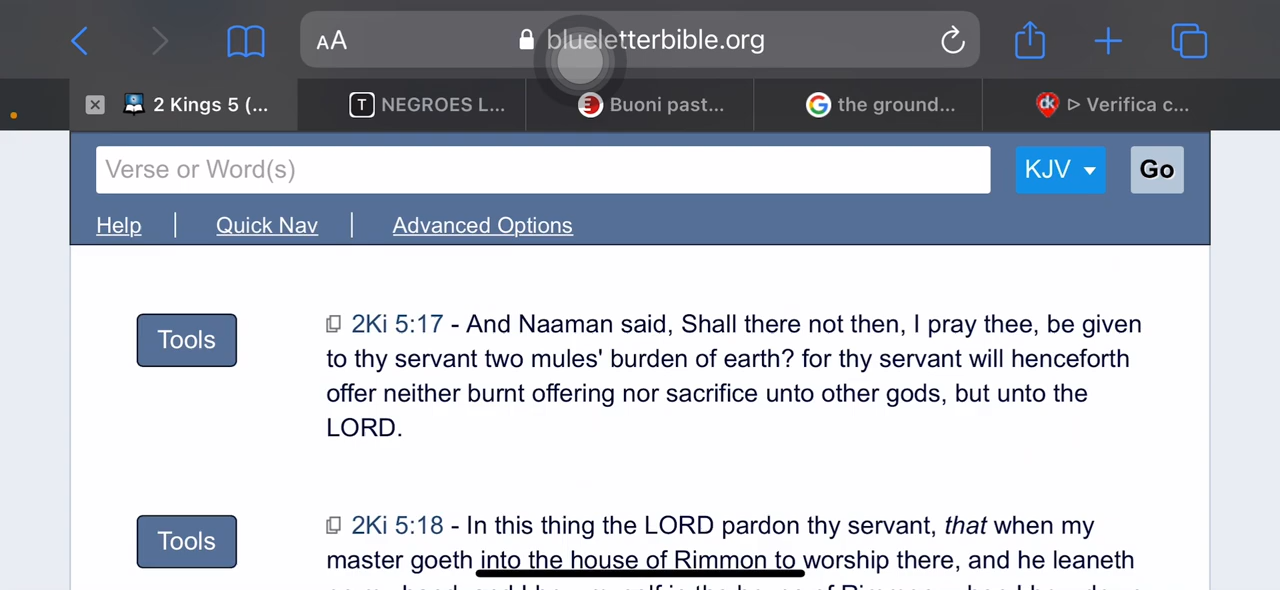 AA blueletterbible.org
2 Kings 5 (... NEGROES L... Buoni past... the ground... ▷ Verifica c...
Verse or Word(s) KJV Go
Help | Quick Nav | Advanced Options
Tools
2Ki 5:17 - And Naaman said, Shall there not then, I pray thee, be given
to thy servant two mules' burden of earth? for thy servant will henceforth
offer neither burnt offering nor sacrifice unto other gods, but unto the
LORD.
Tools
2Ki 5:18 - In this thing the LORD pardon thy servant, that when my
master goeth into the house of Rimmon to worship there, and he leaneth